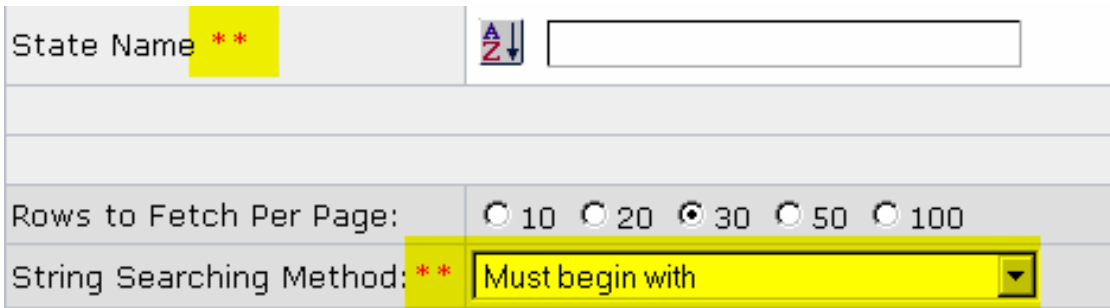 State Name **
A Z
Rows to Fetch Per Page: 10 20 30 50 100
String Searching Method: ** Must begin with